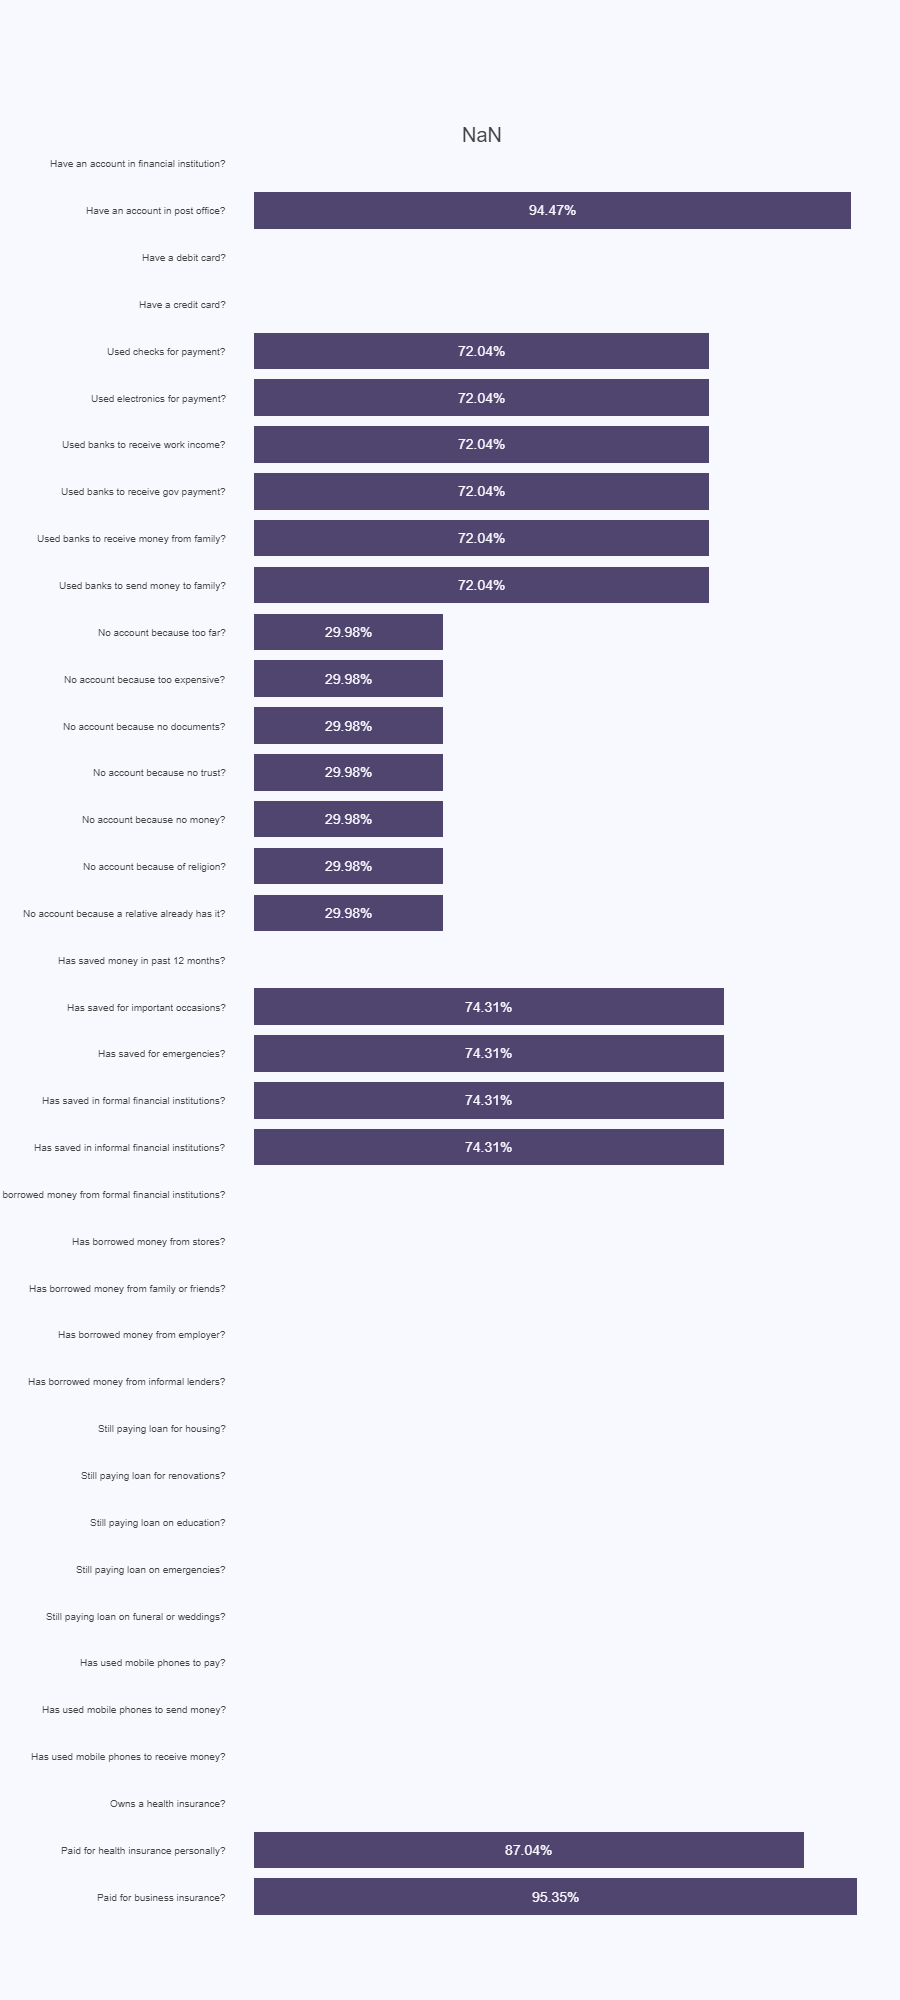 NaN
Have an account in financial institution?
Have an account in post office? 94.47%
Have a debit card?
Have a credit card?
Used checks for payment? 72.04%
Used electronics for payment? 72.04%
Used banks to receive work income? 72.04%
Used banks to receive gov payment? 72.04%
Used banks to receive money from family? 72.04%
Used banks to send money to family? 72.04%
No account because too far? 29.98%
No account because too expensive? 29.98%
No account because no documents? 29.98%
No account because no trust? 29.98%
No account because no money? 29.98%
No account because of religion? 29.98%
No account because a relative already has it? 29.98%
Has saved money in past 12 months?
Has saved for important occasions? 74.31%
Has saved for emergencies? 74.31%
Has saved in formal financial institutions? 74.31%
Has saved in informal financial institutions? 74.31%
borrowed money from formal financial institutions?
Has borrowed money from stores?
Has borrowed money from family or friends?
Has borrowed money from employer?
Has borrowed money from informal lenders?
Still paying loan for housing?
Still paying loan for renovations?
Still paying loan on education?
Still paying loan on emergencies?
Still paying loan on funeral or weddings?
Has used mobile phones to pay?
Has used mobile phones to send money?
Has used mobile phones to receive money?
Owns a health insurance?
Paid for health insurance personally? 87.04%
Paid for business insurance? 95.35%